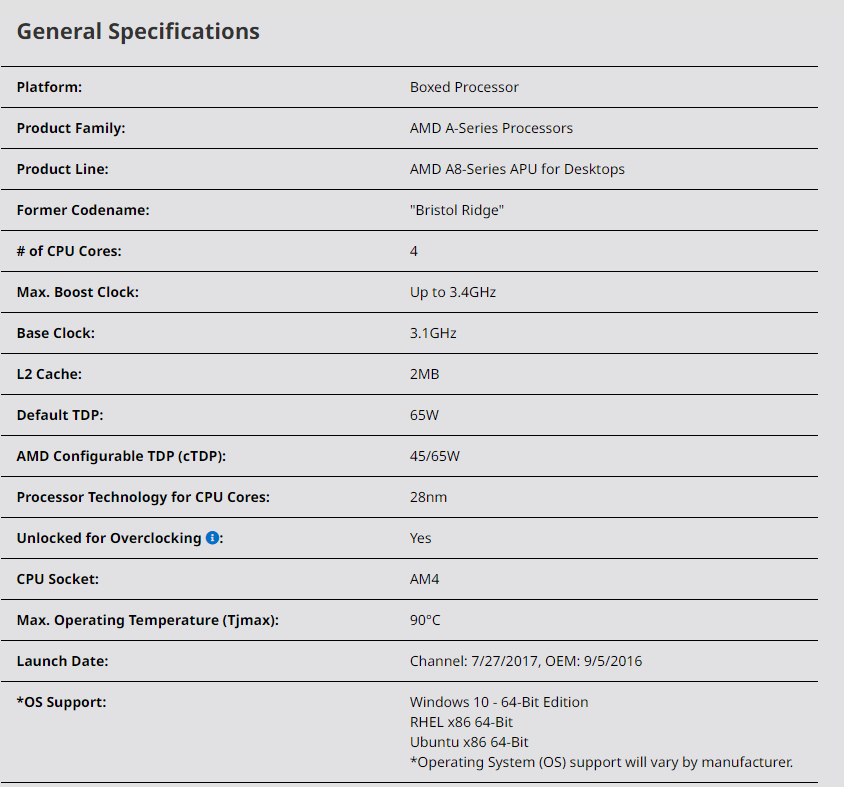 General Specifications
Platform: Boxed Processor
Product Family: AMD A-Series Processors
Product Line: AMD A8-Series APU for Desktops
Former Codename: "Bristol Ridge"
# of CPU Cores: 4
Max. Boost Clock: Up to 3.4GHz
Base Clock: 3.1GHz
L2 Cache: 2MB
Default TDP: 65W
AMD Configurable TDP (cTDP): 45/65W
Processor Technology for CPU Cores: 28nm
Unlocked for Overclocking i: Yes
CPU Socket: AM4
Max. Operating Temperature (Tjmax): 90°C
Launch Date: Channel: 7/27/2017, OEM: 9/5/2016
*OS Support: Windows 10 - 64-Bit Edition
RHEL x86 64-Bit
Ubuntu x86 64-Bit
*Operating System (OS) support will vary by manufacturer.